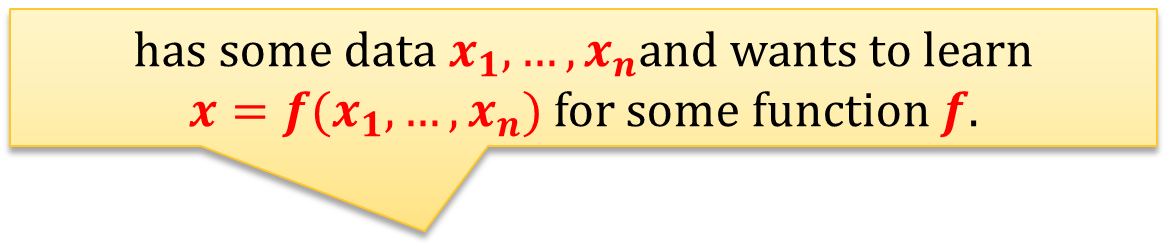 has some data x₁, … , xₙand wants to learn
x = f(x₁, … , xₙ) for some function f.